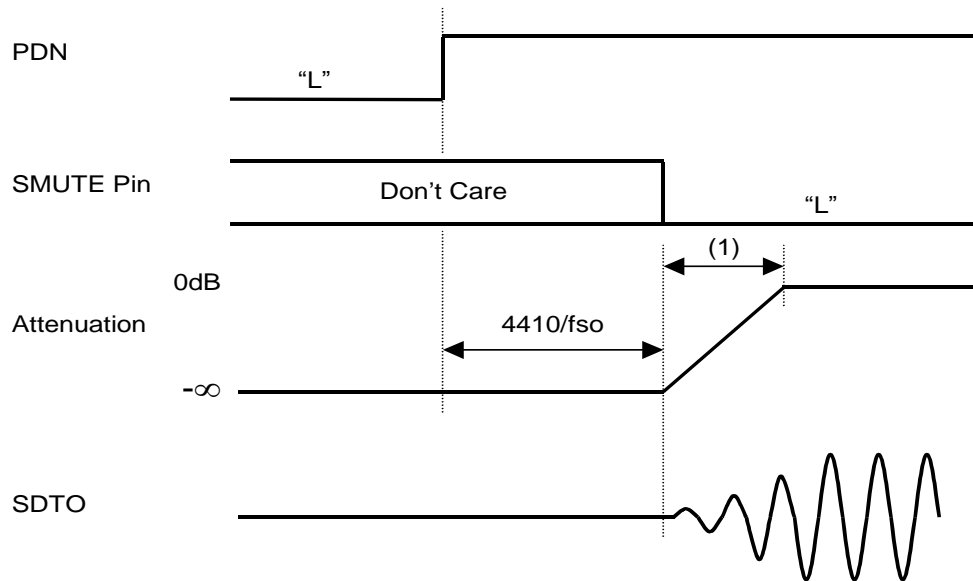 PDN
“L”
SMUTE Pin
Don’t Care
“L”
(1)
0dB
Attenuation
4410/fso
-∞
SDTO